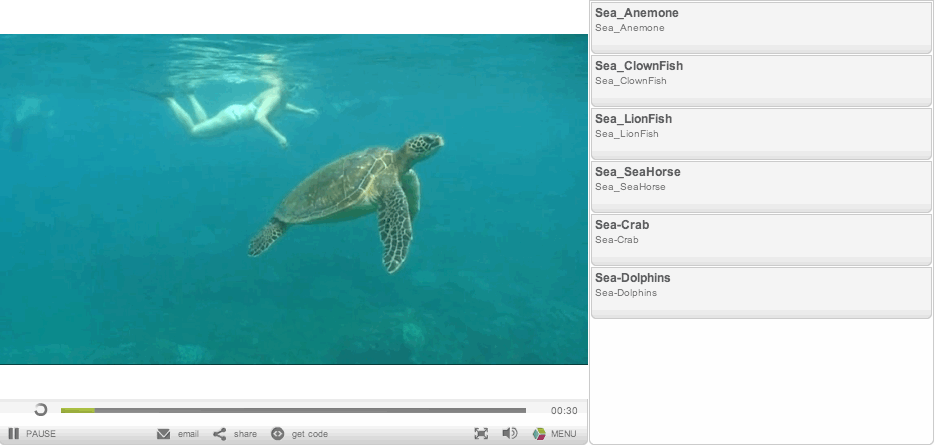 Sea_Anemone
Sea_Anemone
Sea_ClownFish
Sea_ClownFish
Sea_LionFish
Sea_LionFish
Sea_SeaHorse
Sea_SeaHorse
Sea-Crab
Sea-Crab
Sea-Dolphins
Sea-Dolphins
00:30
PAUSE email share get code MENU